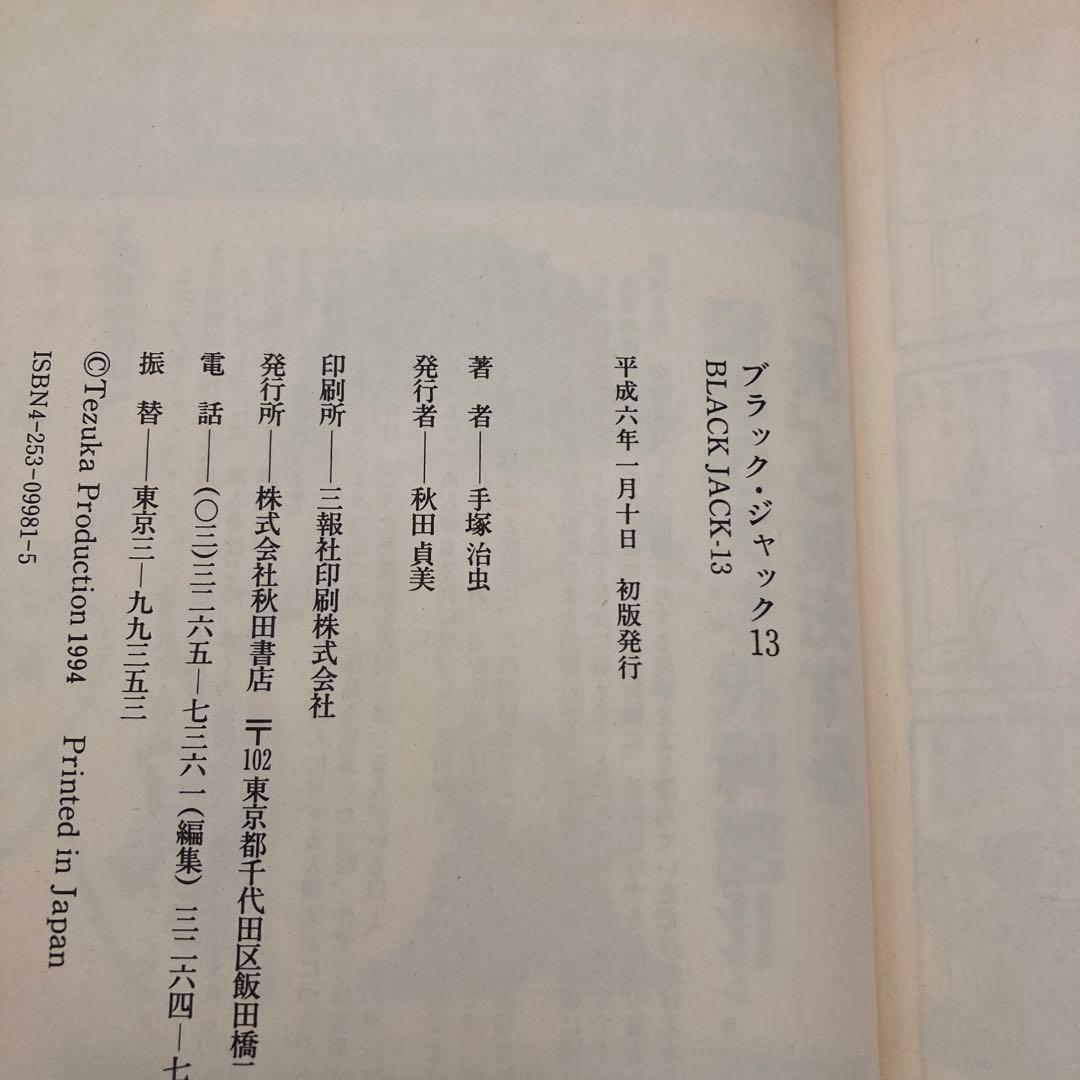 ブラック・ジャック13
BLACK JACK-13
平成六年一月十日　初版発行
著　者――手塚治虫
発行者――秋田貞美
印刷所――三報社印刷株式会社
発行所――株式会社秋田書店　〒102東京都千代田区飯田橋一
電　話――(〇三)三二六五―七三六一(編集)三二六四―七
振　替――東京三―九九三五三
©Tezuka Production 1994　Printed in Japan
ISBN4-253-09981-5